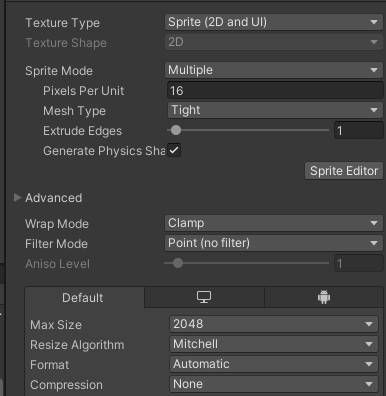 Texture Type Sprite (2D and UI)
Texture Shape 2D
Sprite Mode Multiple
Pixels Per Unit 16
Mesh Type Tight
Extrude Edges 1
Generate Physics Sha
Sprite Editor
Advanced
Wrap Mode Clamp
Filter Mode Point (no filter)
Aniso Level 1
Default
Max Size 2048
Resize Algorithm Mitchell
Format Automatic
Compression None